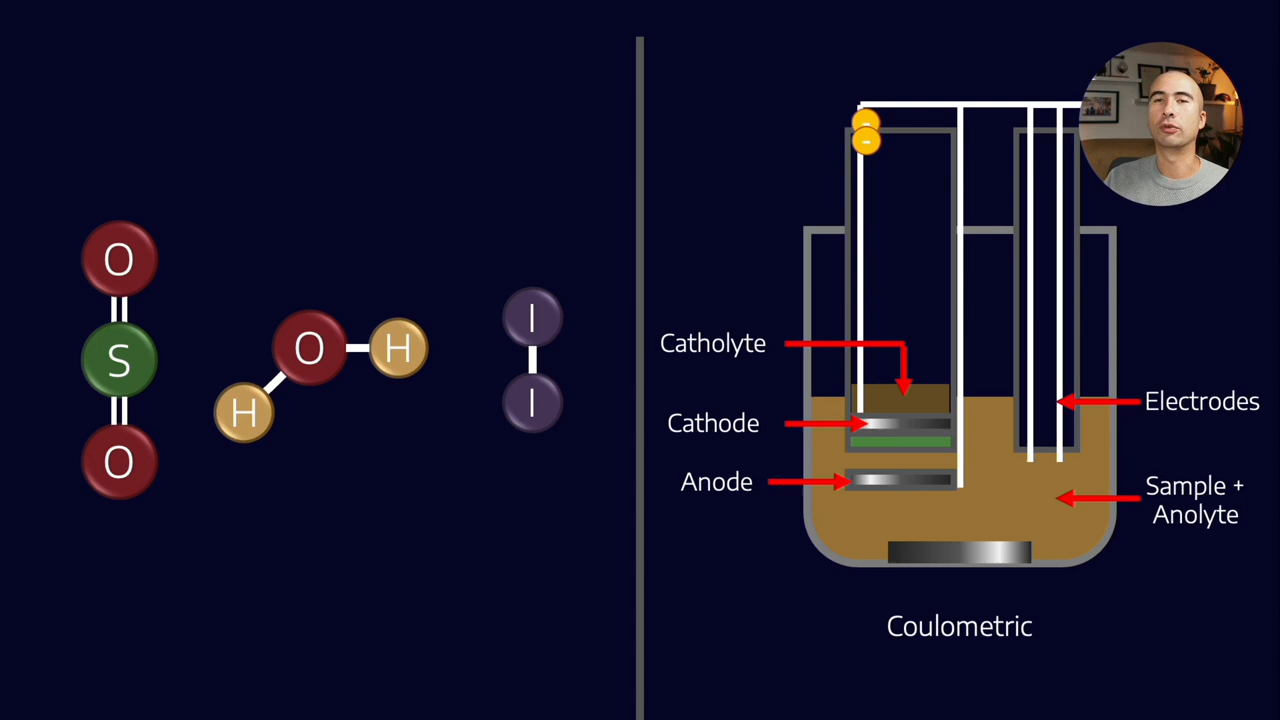 O
S
O
H
O
H
I
I
-
-
Catholyte
Cathode
Anode
Electrodes
Sample +
Anolyte
Coulometric